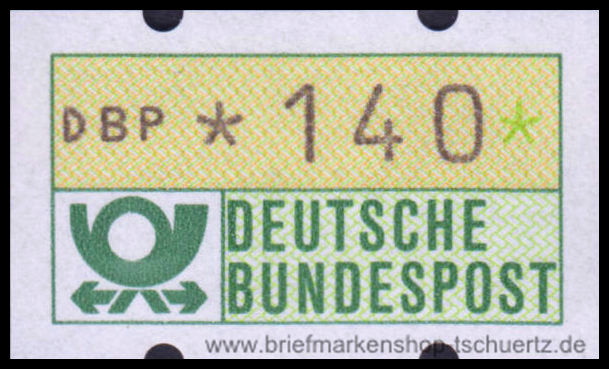 DBP * 140*
DEUTSCHE
BUNDESPOST
www.briefmarkenshop-tschuertz.de